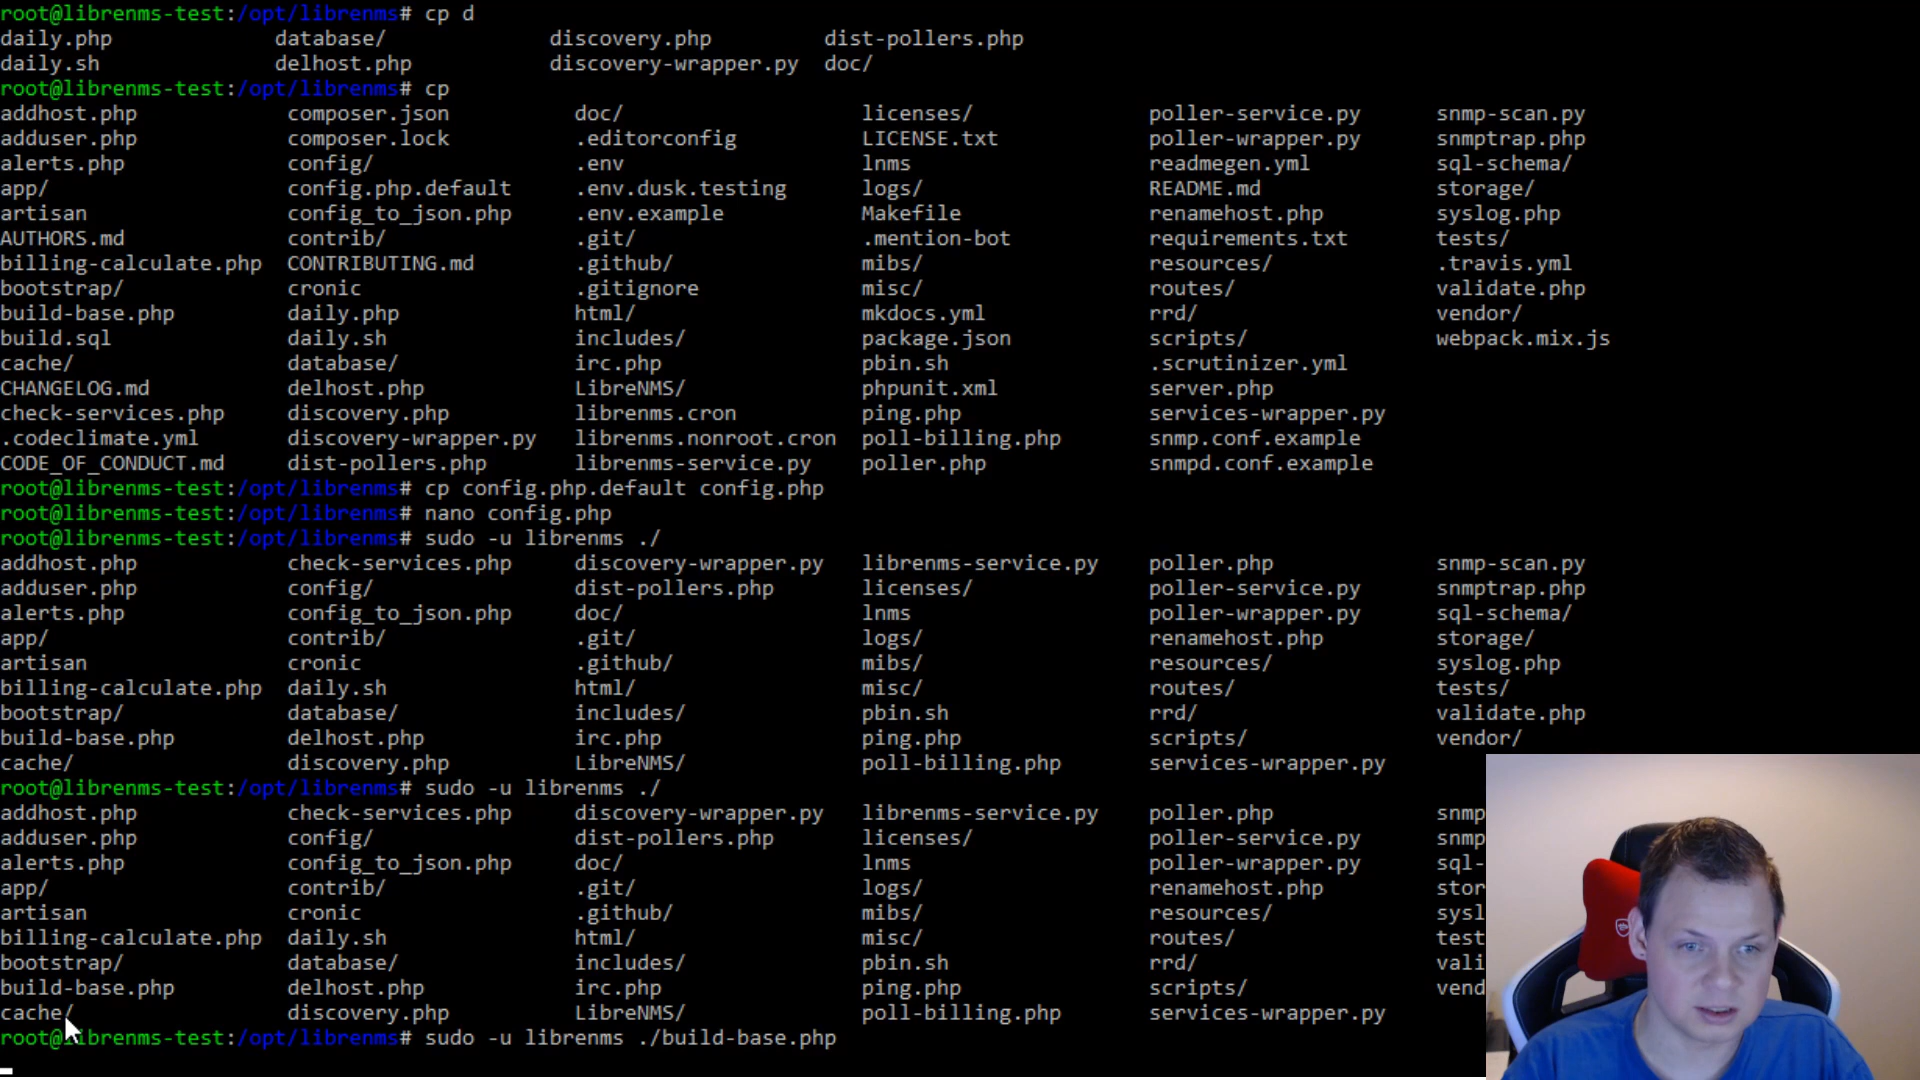 root@librenms-test:/opt/librenms# cp d
daily.php database/ discovery.php dist-pollers.php
daily.sh delhost.php discovery-wrapper.py doc/
root@librenms-test:/opt/librenms# cp
addhost.php composer.json doc/ licenses/ poller-service.py snmp-scan.py
adduser.php composer.lock .editorconfig LICENSE.txt poller-wrapper.py snmptrap.php
alerts.php config/ .env lnms readmegen.yml sql-schema/
app/ config.php.default .env.dusk.testing logs/ README.md storage/
artisan config_to_json.php .env.example Makefile renamehost.php syslog.php
AUTHORS.md contrib/ .git/ .mention-bot requirements.txt tests/
billing-calculate.php CONTRIBUTING.md .github/ mibs/ resources/ .travis.yml
bootstrap/ cronic .gitignore misc/ routes/ validate.php
build-base.php daily.php html/ mkdocs.yml rrd/ vendor/
build.sql daily.sh includes/ package.json scripts/ webpack.mix.js
cache/ database/ irc.php pbin.sh .scrutinizer.yml
CHANGELOG.md delhost.php LibreNMS/ phpunit.xml server.php
check-services.php discovery.php librenms.cron ping.php services-wrapper.py
.codeclimate.yml discovery-wrapper.py librenms.nonroot.cron poll-billing.php snmp.conf.example
CODE_OF_CONDUCT.md dist-pollers.php librenms-service.py poller.php snmpd.conf.example
root@librenms-test:/opt/librenms# cp config.php.default config.php
root@librenms-test:/opt/librenms# nano config.php
root@librenms-test:/opt/librenms# sudo -u librenms ./
addhost.php check-services.php discovery-wrapper.py librenms-service.py poller.php snmp-scan.py
adduser.php config/ dist-pollers.php licenses/ poller-service.py snmptrap.php
alerts.php config_to_json.php doc/ lnms poller-wrapper.py sql-schema/
app/ contrib/ .git/ logs/ renamehost.php storage/
artisan cronic .github/ mibs/ resources/ syslog.php
billing-calculate.php daily.sh html/ misc/ routes/ tests/
bootstrap/ database/ includes/ pbin.sh rrd/ validate.php
build-base.php delhost.php irc.php ping.php scripts/ vendor/
cache/ discovery.php LibreNMS/ poll-billing.php services-wrapper.py
root@librenms-test:/opt/librenms# sudo -u librenms ./
addhost.php check-services.php discovery-wrapper.py librenms-service.py poller.php snmp
adduser.php config/ dist-pollers.php licenses/ poller-service.py snmp
alerts.php config_to_json.php doc/ lnms poller-wrapper.py sql-
app/ contrib/ .git/ logs/ renamehost.php stor
artisan cronic .github/ mibs/ resources/ sysl
billing-calculate.php daily.sh html/ misc/ routes/ test
bootstrap/ database/ includes/ pbin.sh rrd/ vali
build-base.php delhost.php irc.php ping.php scripts/ vend
cache/ discovery.php LibreNMS/ poll-billing.php services-wrapper.py
root@librenms-test:/opt/librenms# sudo -u librenms ./build-base.php